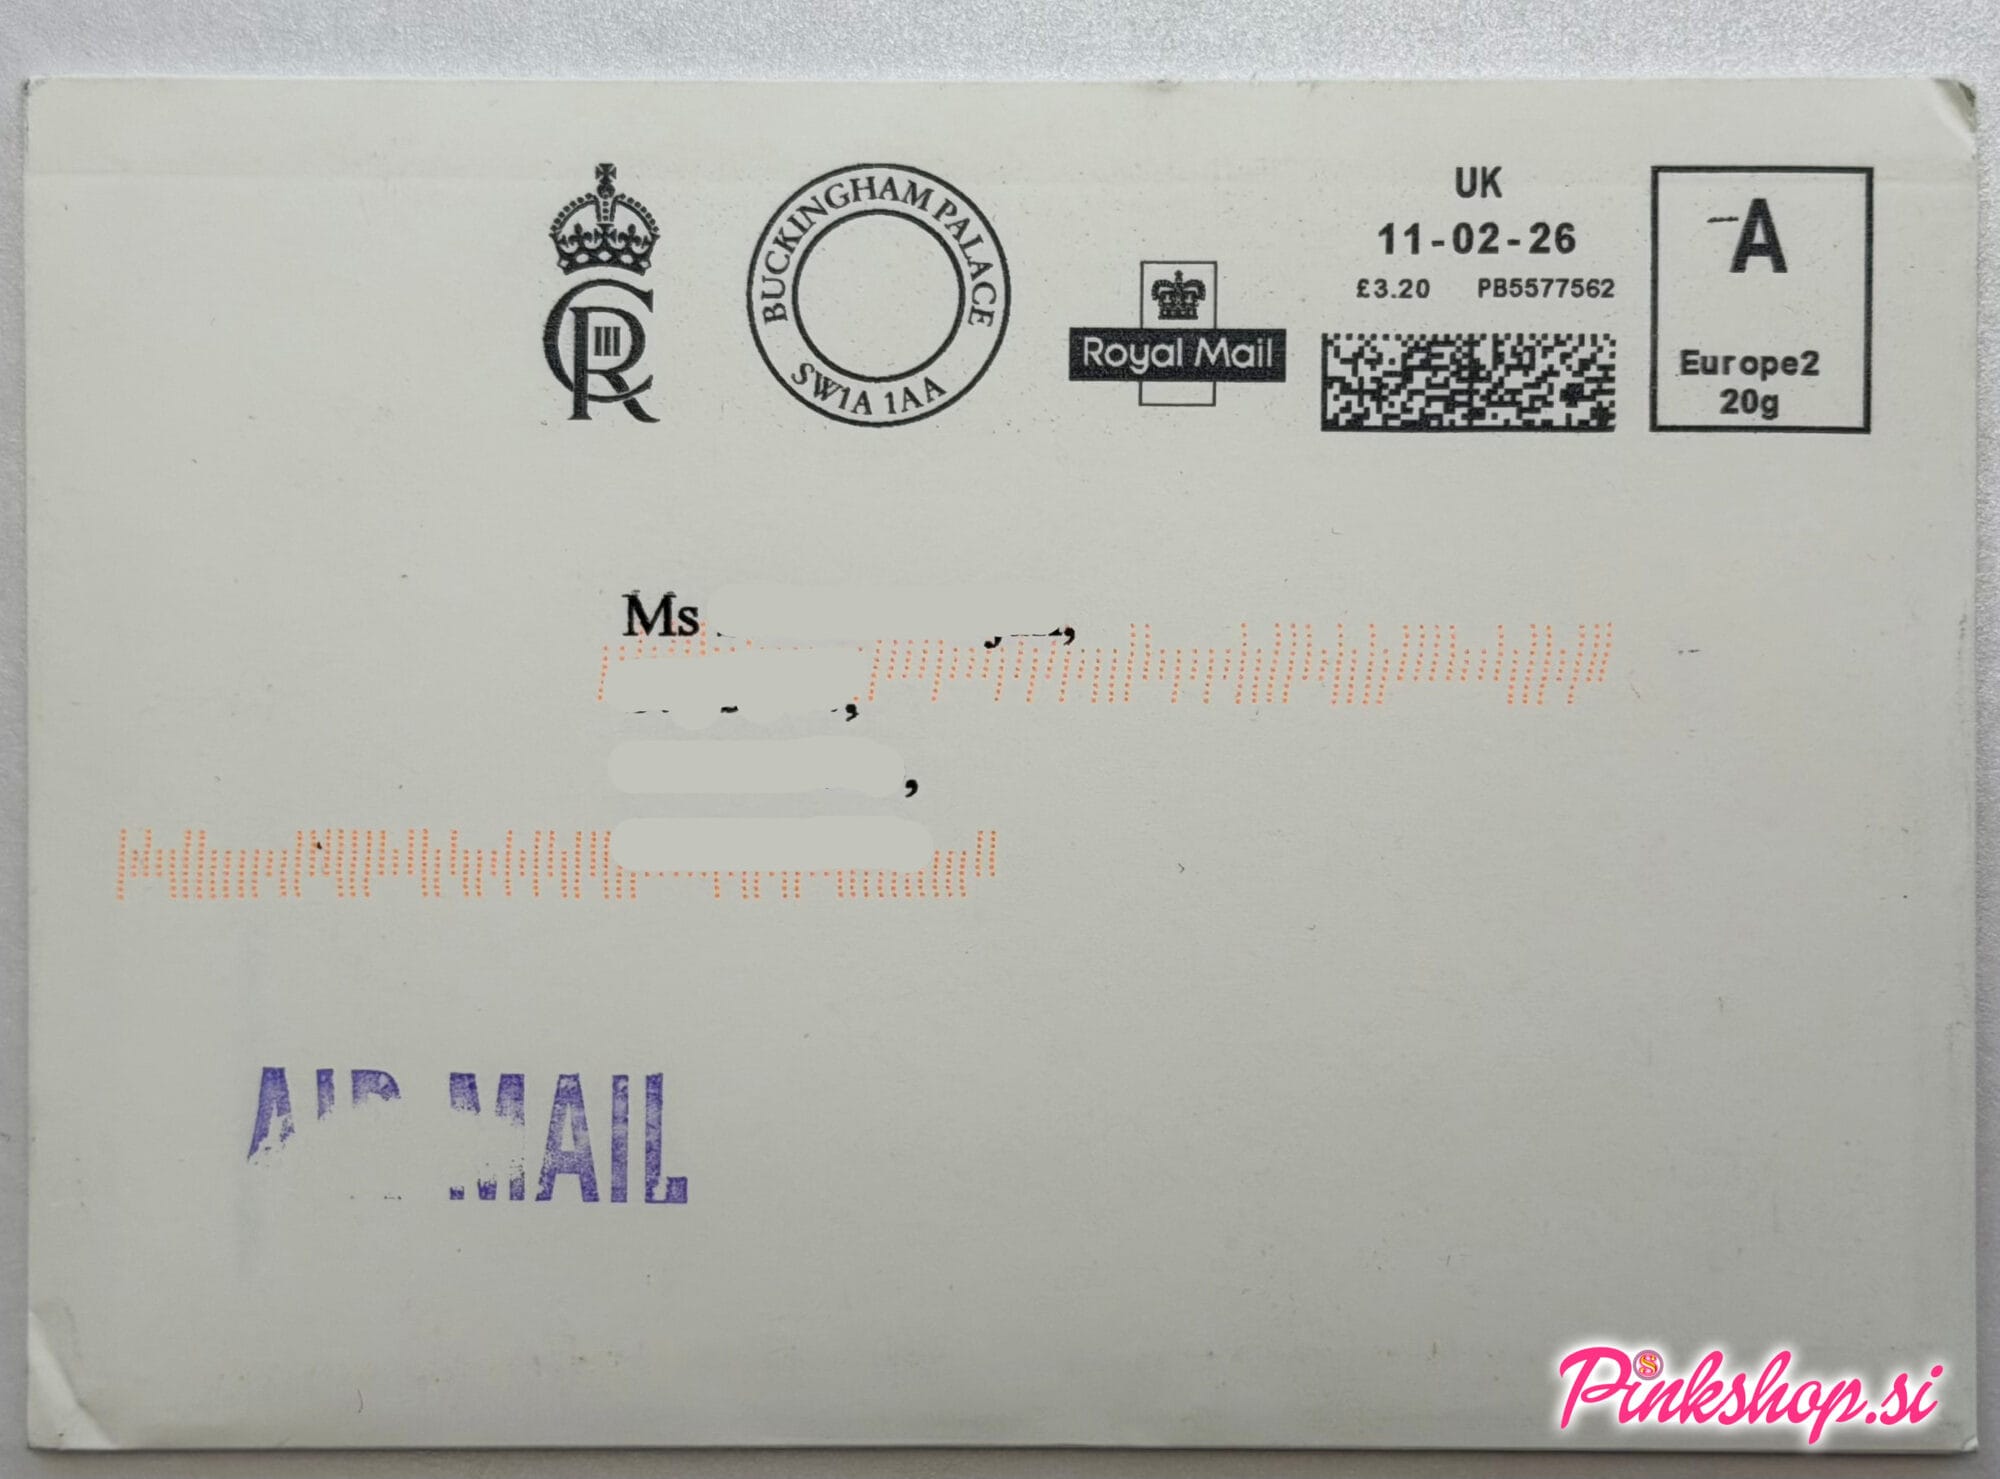 CR III
BUCKINGHAM PALACE
SW1A 1AA
Royal Mail
UK
11-02-26
£3.20 PB5577562
A
Europe2
20g
Ms
AIR MAIL
Pinkshop.si